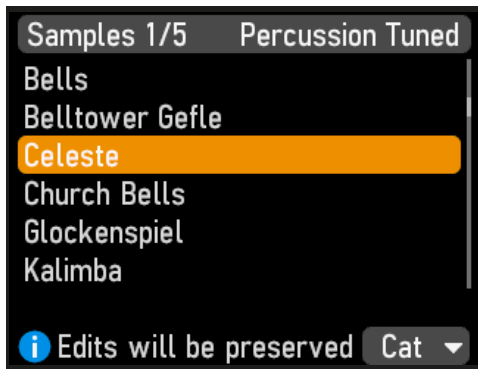 Samples 1/5 Percussion Tuned
Bells
Belltower Gefle
Celeste
Church Bells
Glockenspiel
Kalimba
i Edits will be preserved Cat